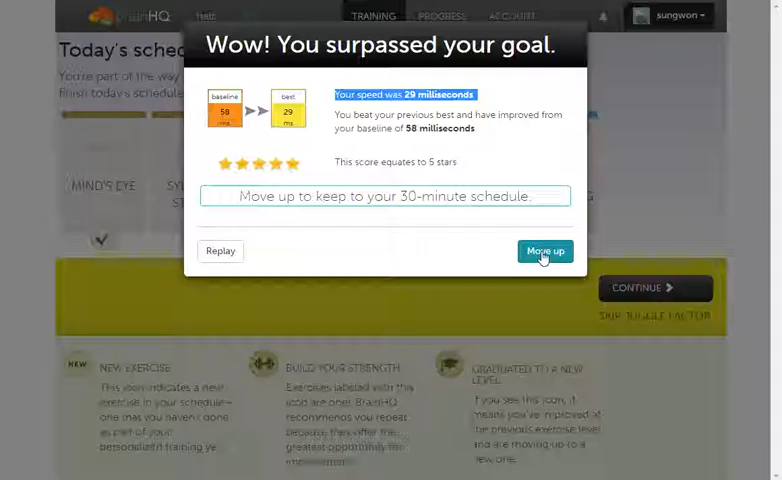 brainHQ Hello TRAINING PROGRESS ACCOUNT sungwon
Wow! You surpassed your goal.
Today's sched
You're part of the way
finish today's schedule
baseline
58
ms
best
29
ms
Your speed was 29 milliseconds
You beat your previous best and have improved from
your baseline of 58 milliseconds
This score equates to 5 stars
Move up to keep to your 30-minute schedule.
MIND'S EYE
Replay
Move up
CONTINUE
SKIP JUGGLE FACTOR
NEW
NEW EXERCISE
This icon indicates a new
exercise in your schedule—
one that you haven't done
as part of your
personalized training ye
BUILD YOUR STRENGTH
Exercises labeled with this
icon are ones BrainHQ
recommends you repeat
because they offer the
greatest opportunity for
improvement.
GRADUATED TO A NEW
LEVEL
If you see this icon, it
means you've improved at
the previous exercise level
and are moving up to a
new one.